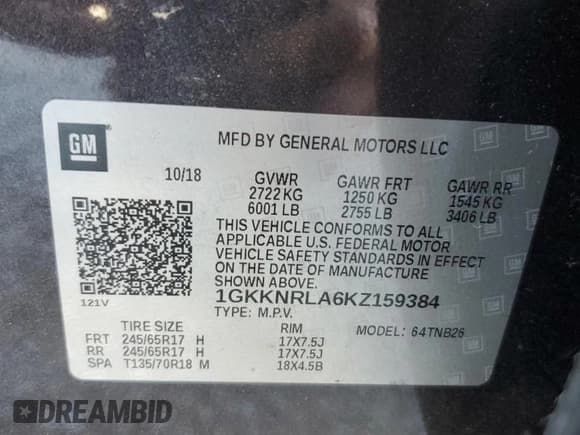 GM
MFD BY GENERAL MOTORS LLC
10/18 GVWR GAWR FRT GAWR RR
2722 KG 1250 KG 1545 KG
6001 LB 2755 LB 3406 LB
THIS VEHICLE CONFORMS TO ALL
APPLICABLE U.S. FEDERAL MOTOR
VEHICLE SAFETY STANDARDS IN EFFECT
ON THE DATE OF MANUFACTURE
SHOWN ABOVE.
121V 1GKKNRLA6KZ159384
TYPE: M.P.V. MODEL: 64TNB26
TIRE SIZE RIM
FRT 245/65R17 H 17X7.5J
RR 245/65R17 H 17X7.5J
SPA T135/70R18 M 18X4.5B
DREAMBID